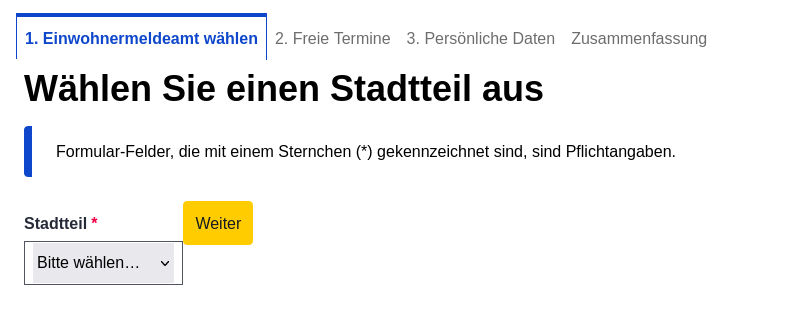 1. Einwohnermeldeamt wählen 2. Freie Termine 3. Persönliche Daten Zusammenfassung
Wählen Sie einen Stadtteil aus
Formular-Felder, die mit einem Sternchen (*) gekennzeichnet sind, sind Pflichtangaben.
Stadtteil * Weiter
Bitte wählen…